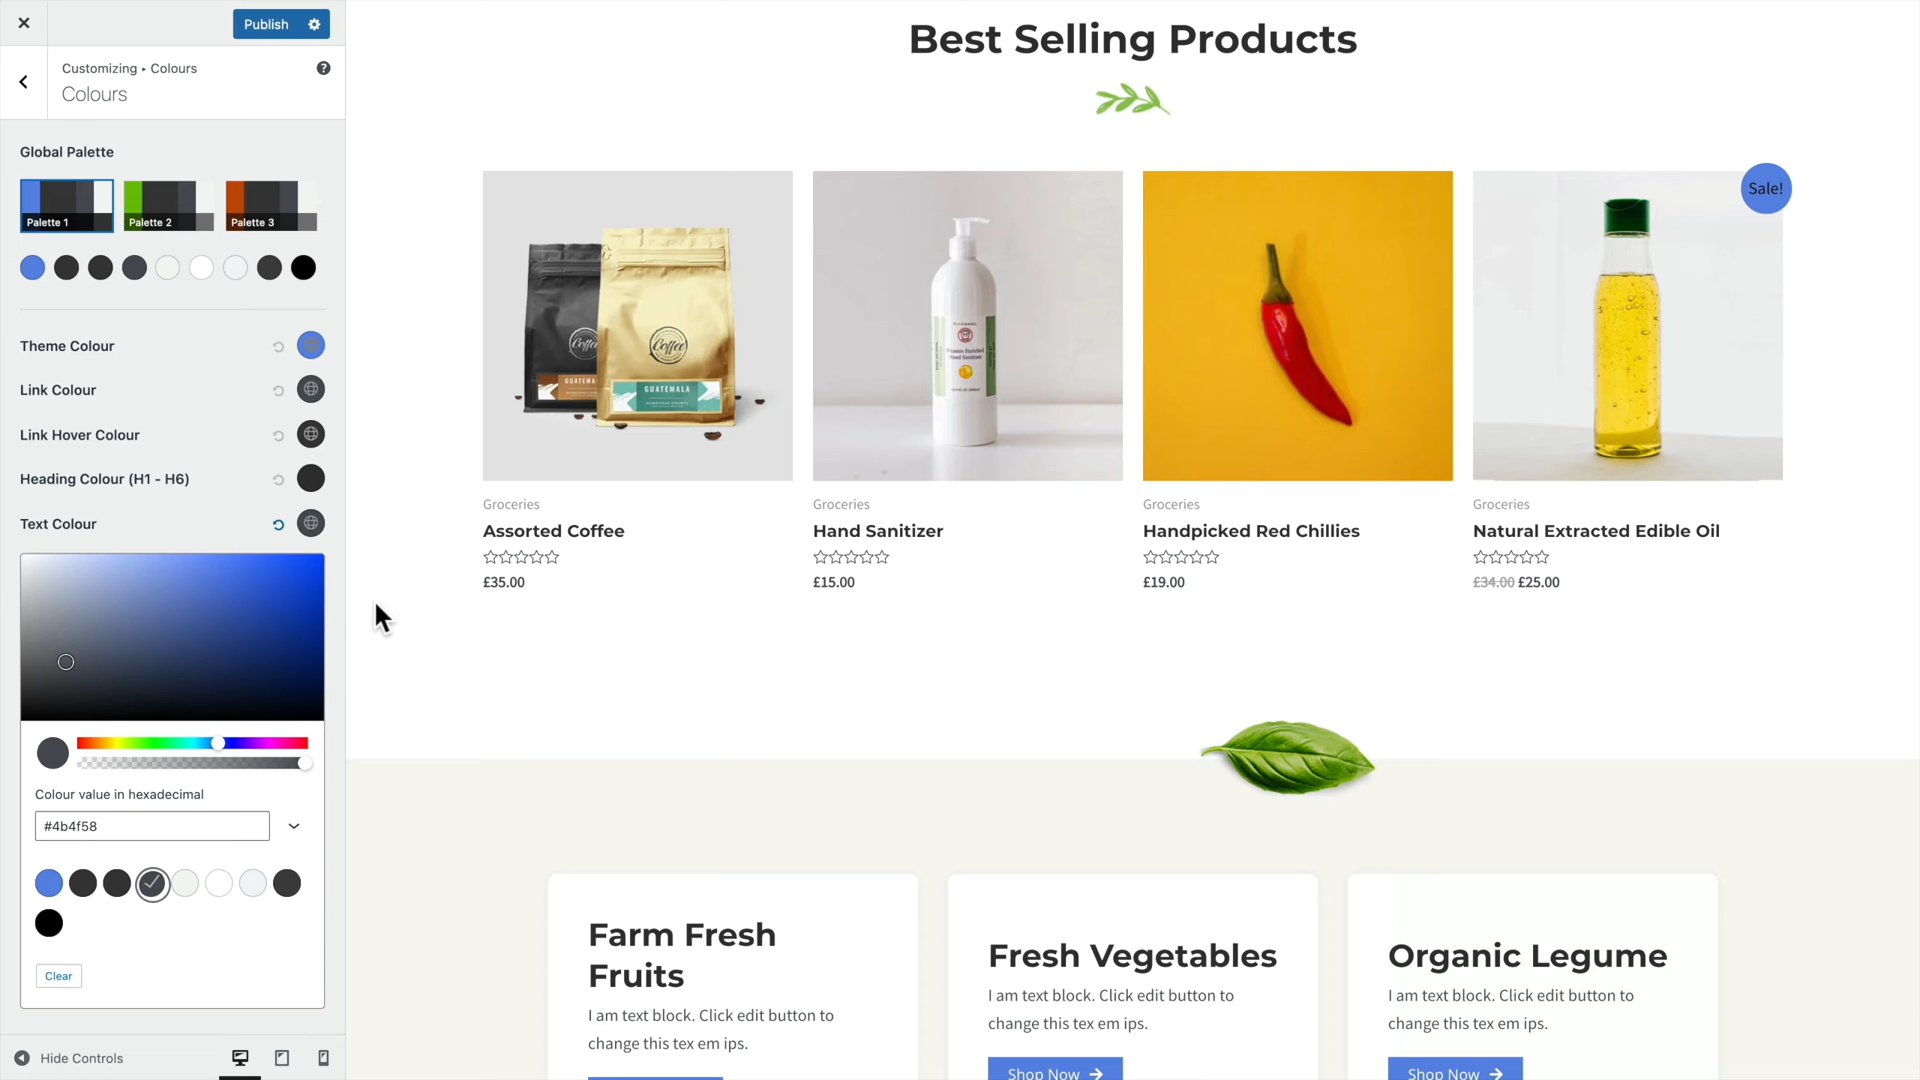 Publish
Customizing ▸ Colours
Colours
Global Palette
Palette 1
Palette 2
Palette 3
Theme Colour
Link Colour
Link Hover Colour
Heading Colour (H1 - H6)
Text Colour
Colour value in hexadecimal
#4b4f58
Clear
Hide Controls
Best Selling Products
Sale!
Coffee
GUATEMALA
Coffee
GUATEMALA
Groceries
Assorted Coffee
£35.00
Groceries
Hand Sanitizer
£15.00
Groceries
Handpicked Red Chillies
£19.00
Groceries
Natural Extracted Edible Oil
£34.00 £25.00
Farm Fresh
Fruits
I am text block. Click edit button to
change this tex em ips.
Fresh Vegetables
I am text block. Click edit button to
change this tex em ips.
Shop Now
Organic Legume
I am text block. Click edit button to
change this tex em ips.
Shop Now